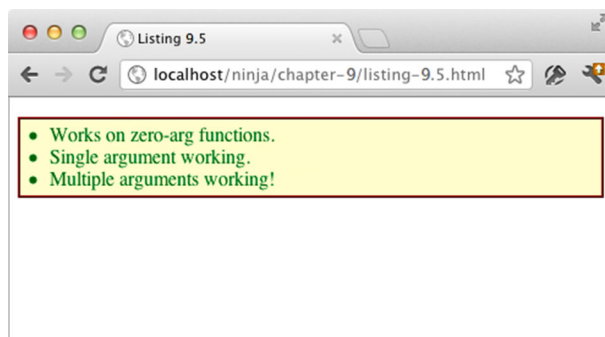 Listing 9.5
localhost/ninja/chapter-9/listing-9.5.html
Works on zero-arg functions.
Single argument working.
Multiple arguments working!